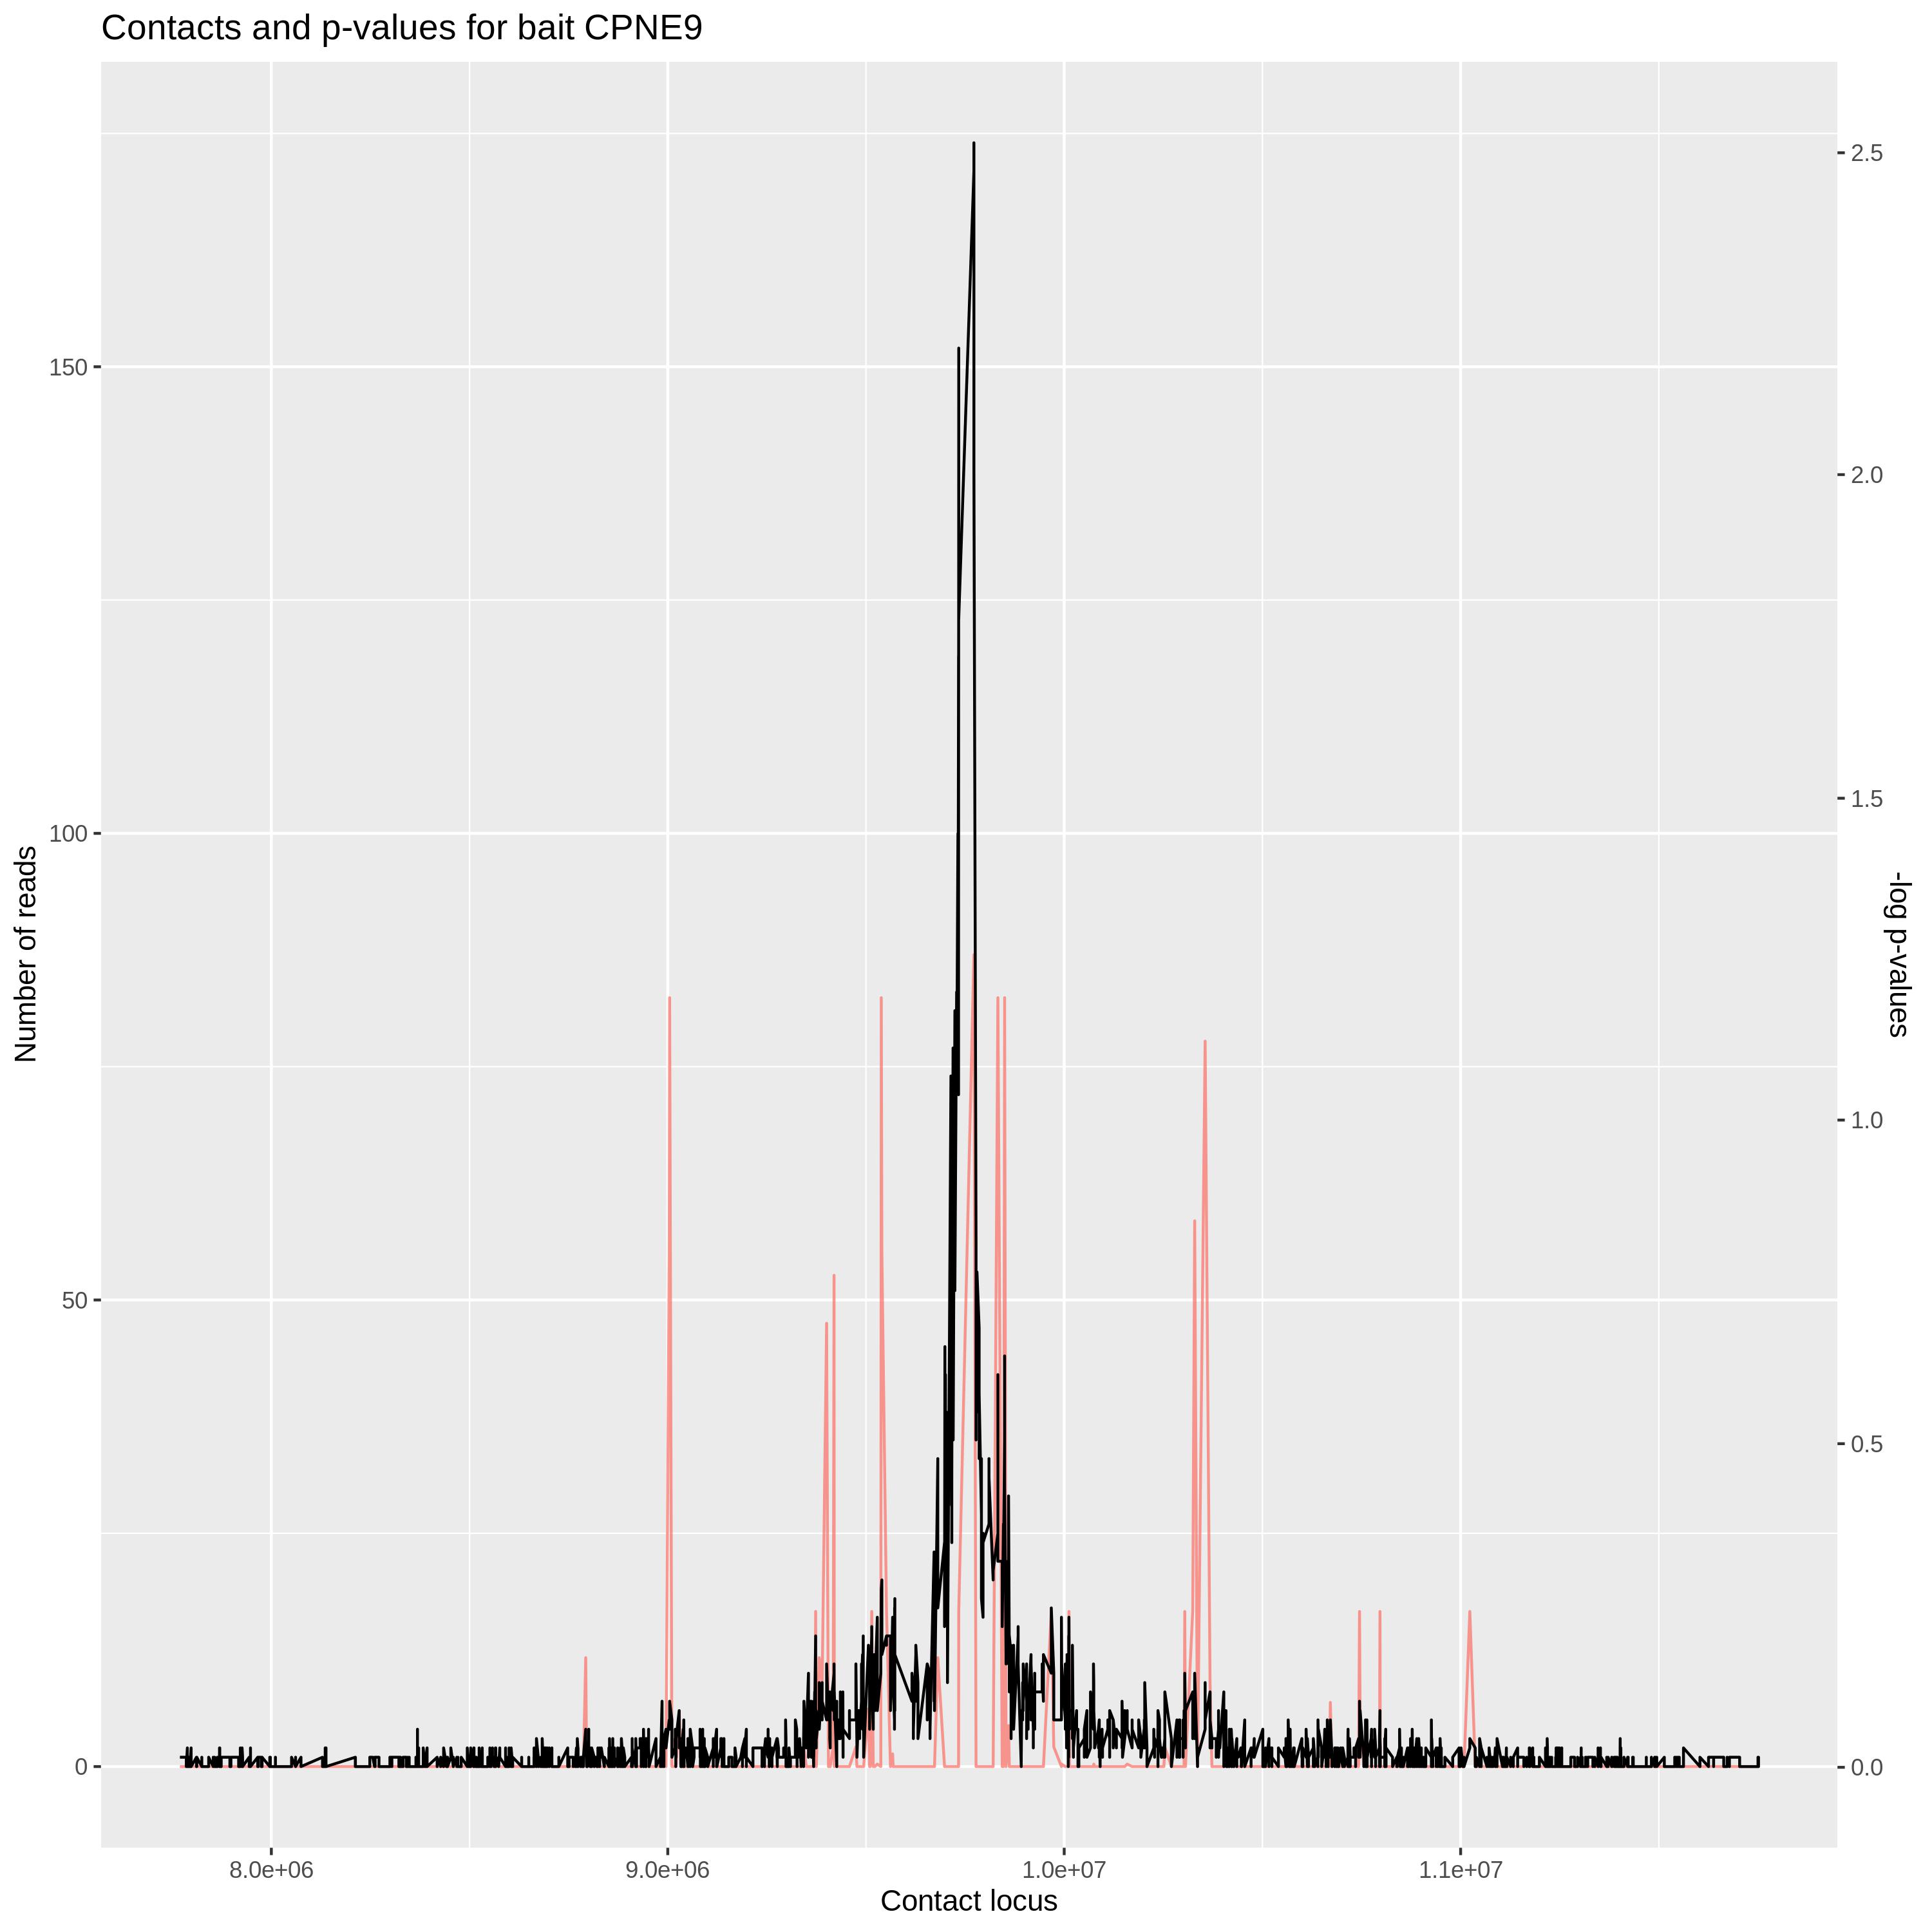 Contacts and p-values for bait CPNE9
Number of reads
150
100
50
0
2.5
2.0
1.5
1.0
0.5
0.0
-log p-values
8.0e+06
9.0e+06
1.0e+07
1.1e+07
Contact locus